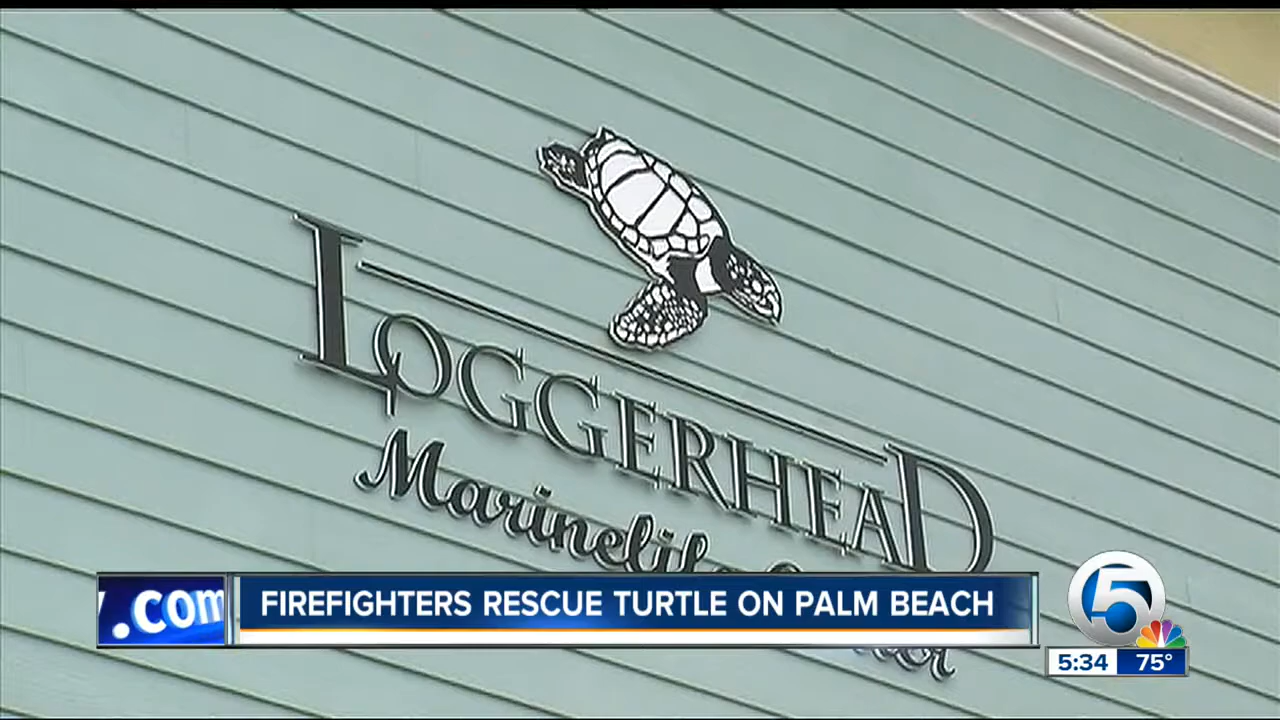 LOGGERHEAD
Marinelife
.com
FIREFIGHTERS RESCUE TURTLE ON PALM BEACH
5
5:34 75°